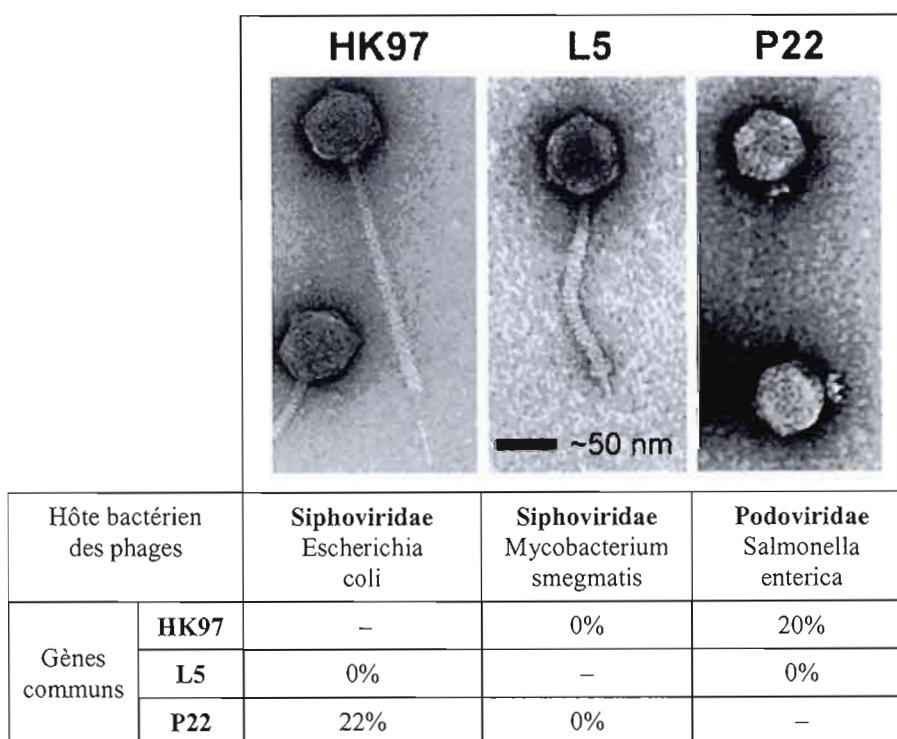 HK97 L5 P22
~50 nm
Hôte bactérien des phages
Siphoviridae
Escherichia
coli
Siphoviridae
Mycobacterium
smegmatis
Podoviridae
Salmonella
enterica
Gènes
communs
HK97 – 0% 20%
L5 0% – 0%
P22 22% 0% –